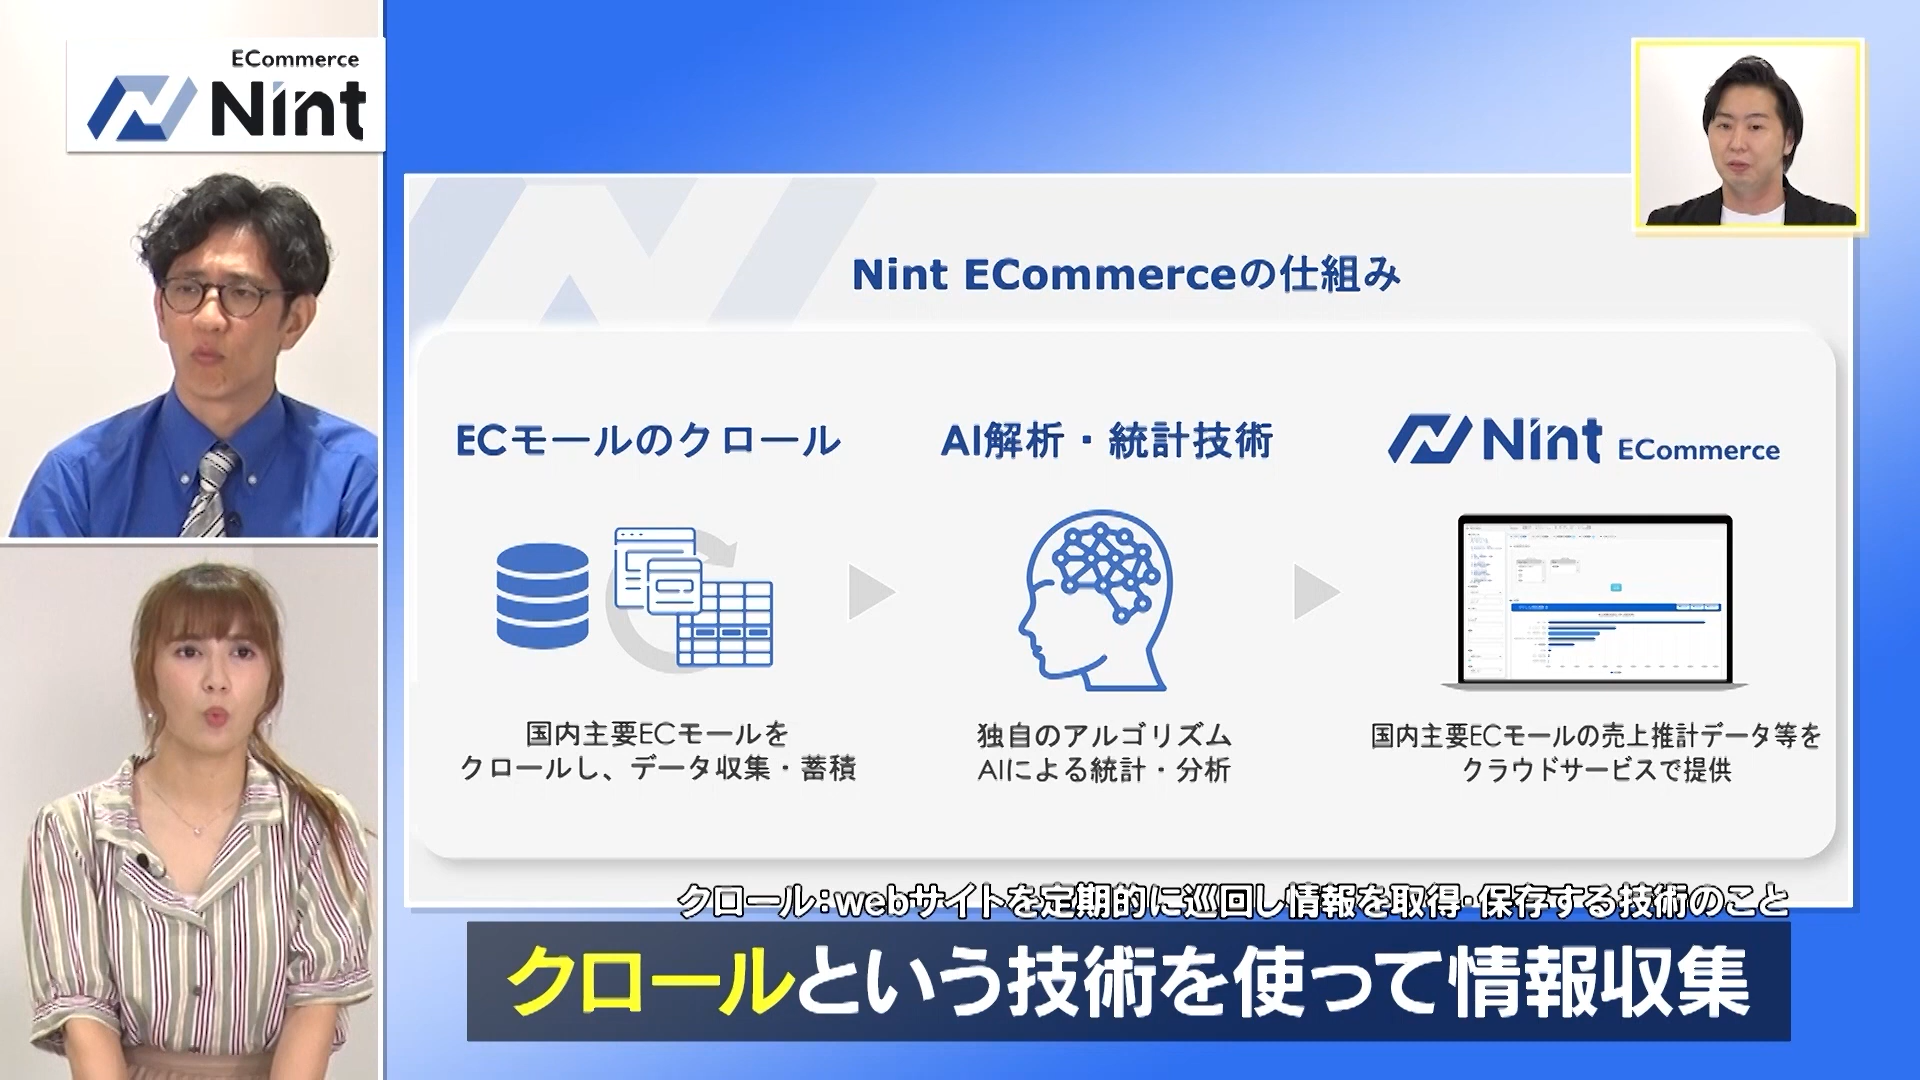 ECommerce
Nint
Nint ECommerceの仕組み
ECモールのクロール
国内主要ECモールを
クロールし、データ収集・蓄積
AI解析・統計技術
独自のアルゴリズム
AIによる統計・分析
Nint ECommerce
国内主要ECモールの売上推計データ等を
クラウドサービスで提供
クロール：webサイトを定期的に巡回し情報を取得・保存する技術のこと
クロールという技術を使って情報収集